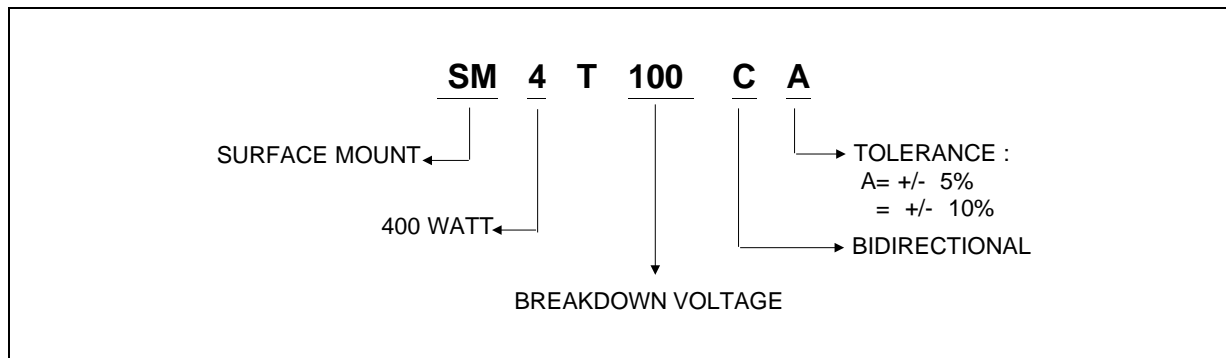 SM 4 T 100 C A
SURFACE MOUNT
TOLERANCE :
A= +/- 5%
= +/- 10%
400 WATT
BIDIRECTIONAL
BREAKDOWN VOLTAGE